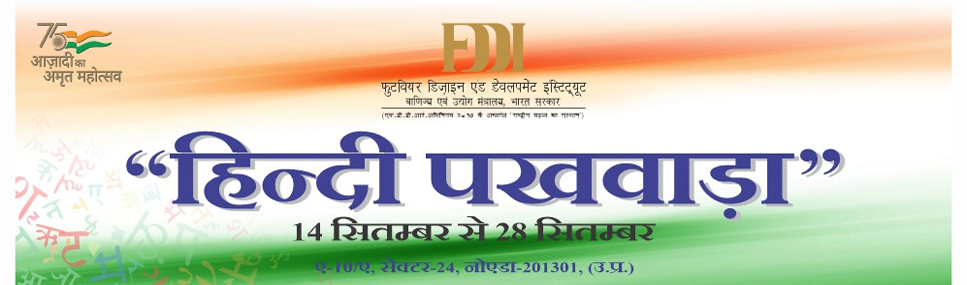 75
आज़ादी का
अमृत महोत्सव
FDDI
फुटवियर डिज़ाइन एंड डेवलपमेंट इंस्टिट्यूट
वाणिज्य एवं उद्योग मंत्रालय, भारत सरकार
“हिन्दी पखवाड़ा”
14 सितम्बर से 28 सितम्बर
ए-10/ए, सेक्टर-24, नोएडा-201301, (उ.प्र.)